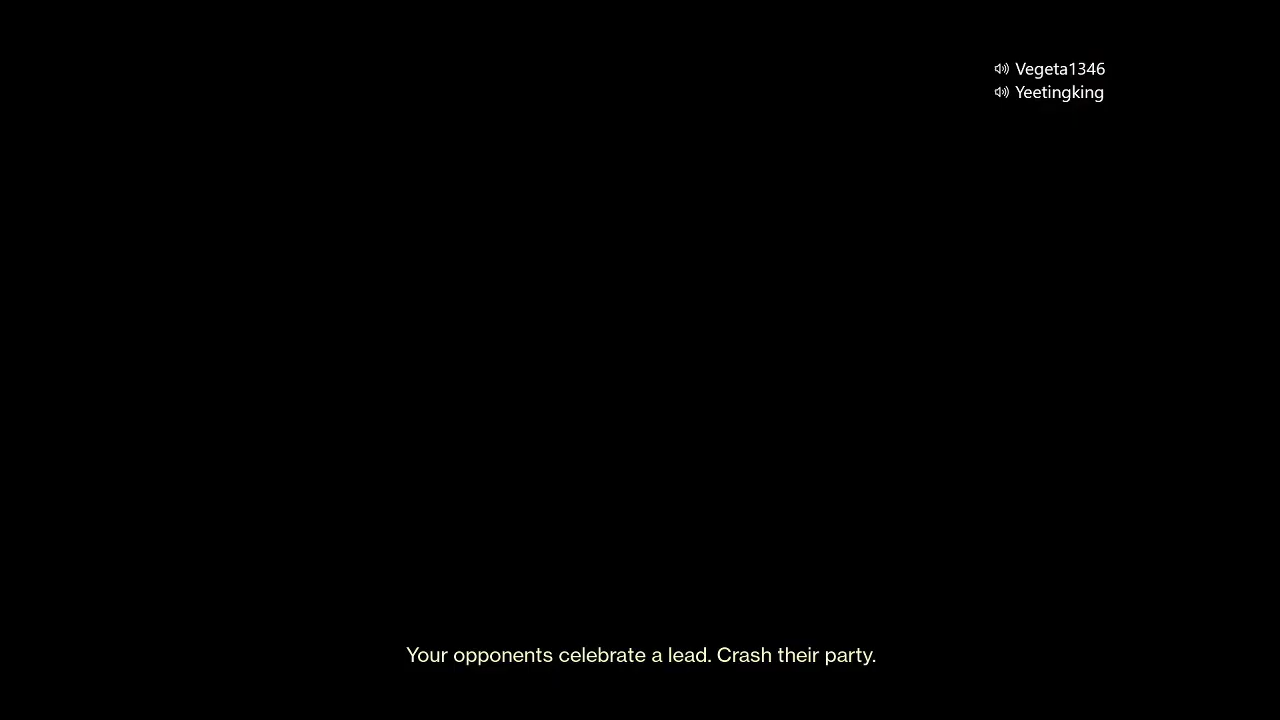 Vegeta1346
Yeetingking
Your opponents celebrate a lead. Crash their party.